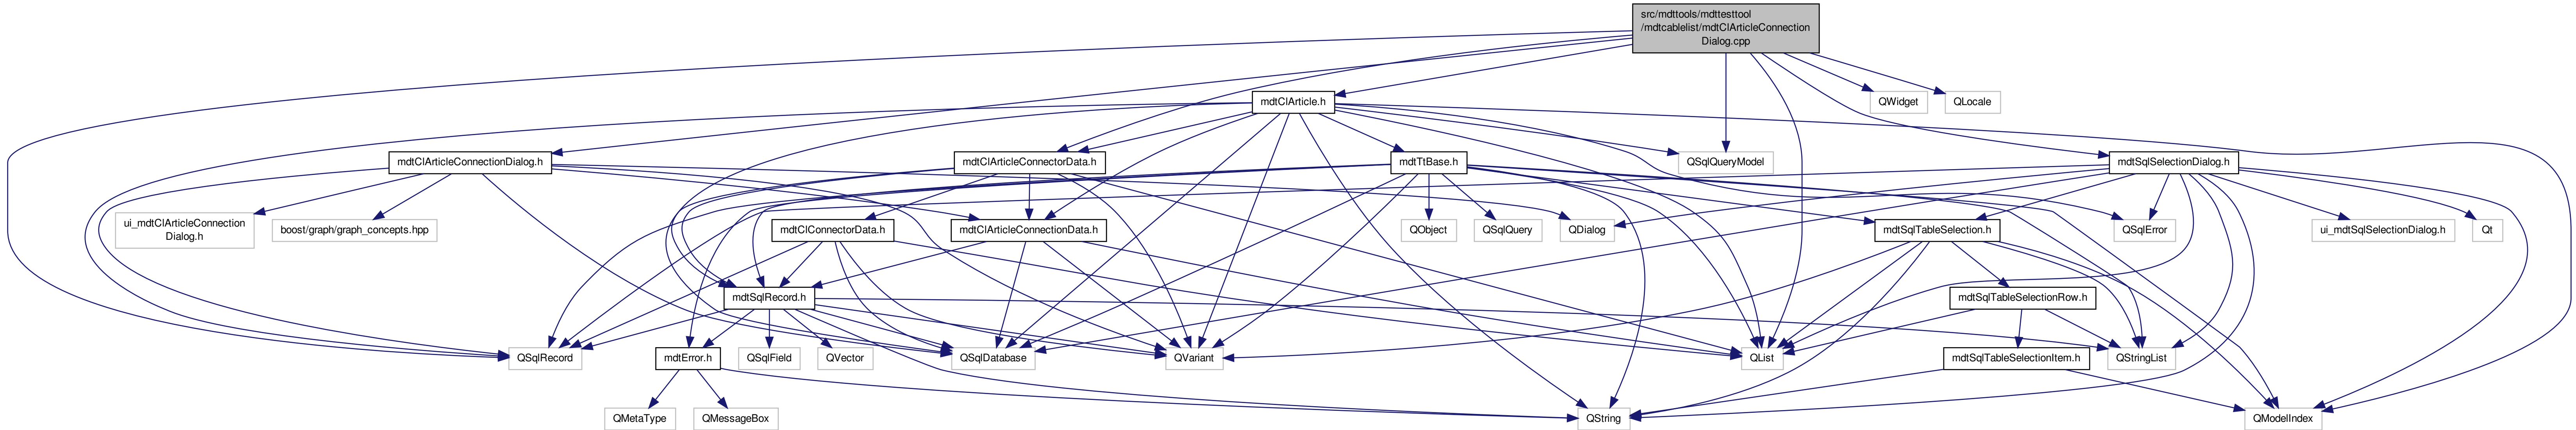 src/mdttools/mdttesttool
/mdtcablelist/mdtClArticleConnection
Dialog.cpp
mdtClArticle.h
QWidget
QLocale
mdtClArticleConnectionDialog.h
mdtClArticleConnectorData.h
mdtTtBase.h
QSqlQueryModel
mdtSqlSelectionDialog.h
ui_mdtClArticleConnection
Dialog.h
boost/graph/graph_concepts.hpp
mdtClConnectorData.h
mdtClArticleConnectionData.h
QObject
QSqlQuery
QDialog
mdtSqlTableSelection.h
QSqlError
ui_mdtSqlSelectionDialog.h
Qt
mdtSqlRecord.h
mdtSqlTableSelectionRow.h
QSqlRecord
mdtError.h
QSqlField
QVector
QSqlDatabase
QVariant
QList
mdtSqlTableSelectionItem.h
QStringList
QMetaType
QMessageBox
QString
QModelIndex